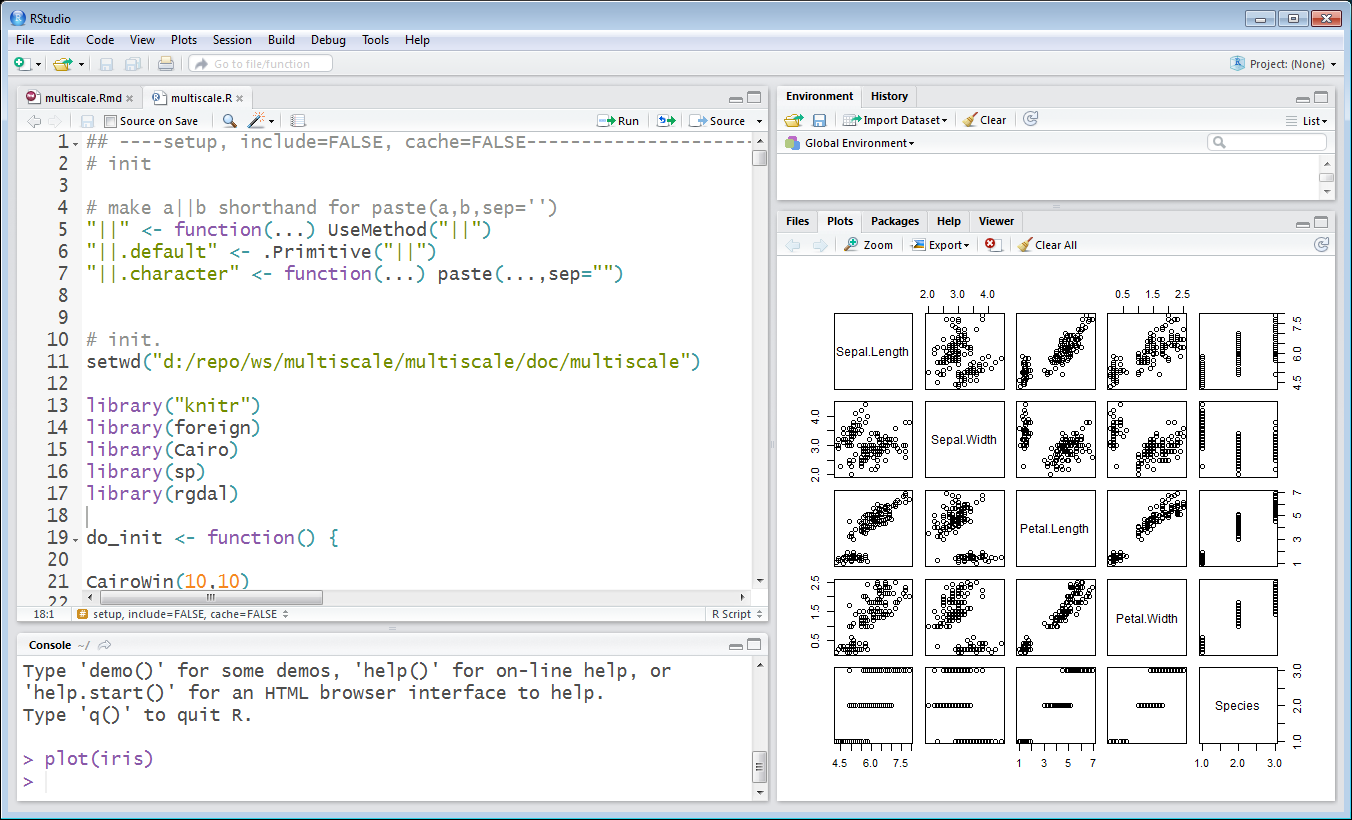 RStudio
File Edit Code View Plots Session Build Debug Tools Help
Go to file/function
Project: (None)
multiscale.Rmd
multiscale.R
Source on Save
Run
Source
1 ## ----setup, include=FALSE, cache=FALSE-----------------------
2 # init
3
4 # make a||b shorthand for paste(a,b,sep='')
5 "||" <- function(...) UseMethod("||")
6 "||.default" <- .Primitive("||")
7 "||.character" <- function(...) paste(...,sep="")
8
9
10 # init.
11 setwd("d:/repo/ws/multiscale/multiscale/doc/multiscale")
12
13 library("knitr")
14 library(foreign)
15 library(Cairo)
16 library(sp)
17 library(rgdal)
18
19 do_init <- function() {
20
21 CairoWin(10,10)
22
18:1 # setup, include=FALSE, cache=FALSE R Script
Console ~/
Type 'demo()' for some demos, 'help()' for on-line help, or
'help.start()' for an HTML browser interface to help.
Type 'q()' to quit R.
> plot(iris)
>
Environment History
Import Dataset Clear List
Global Environment
Files Plots Packages Help Viewer
Zoom Export Clear All
2.0 3.0 4.0 0.5 1.5 2.5
Sepal.Length 4.5 6.0 7.5
2.0 3.0 4.0 Sepal.Width
Petal.Length 1 3 5 7
0.5 1.5 2.5 Petal.Width
Species 1.0 2.0 3.0
4.5 6.0 7.5 1 3 5 7 1.0 2.0 3.0